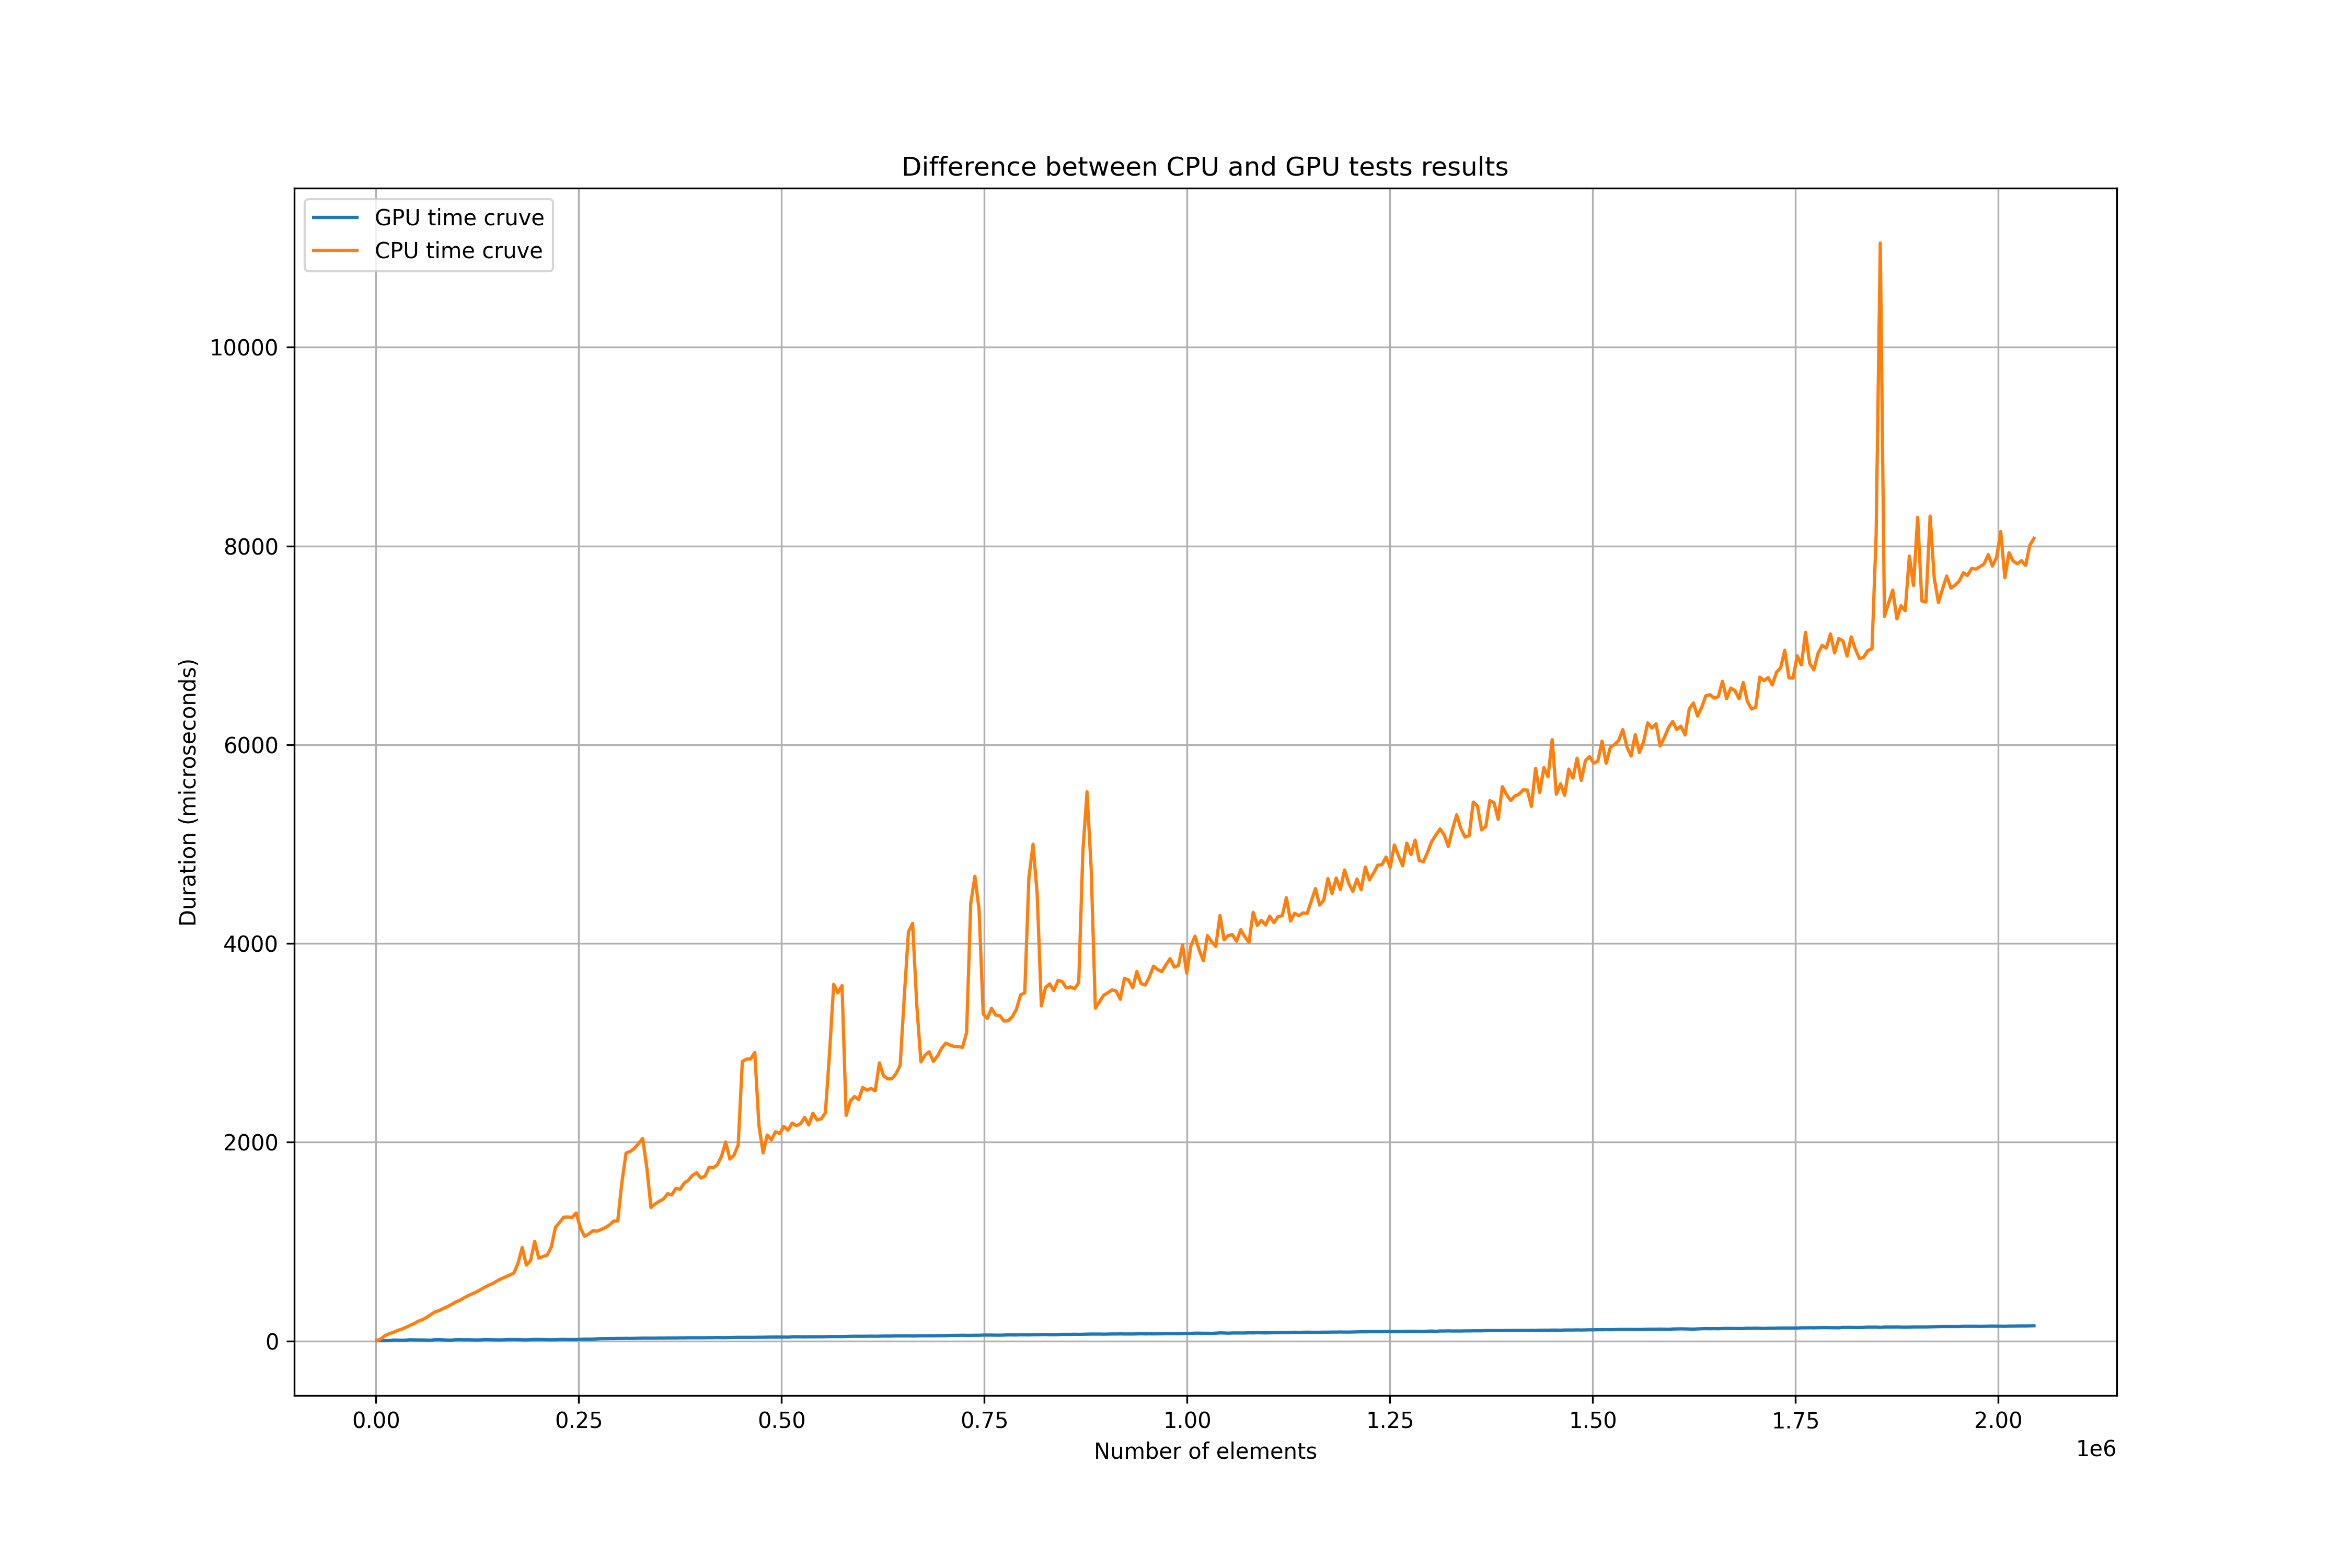 Difference between CPU and GPU tests results
GPU time cruve
CPU time cruve
10000
8000
6000
4000
2000
0
Duration (microseconds)
0.00 0.25 0.50 0.75 1.00 1.25 1.50 1.75 2.00
1e6
Number of elements